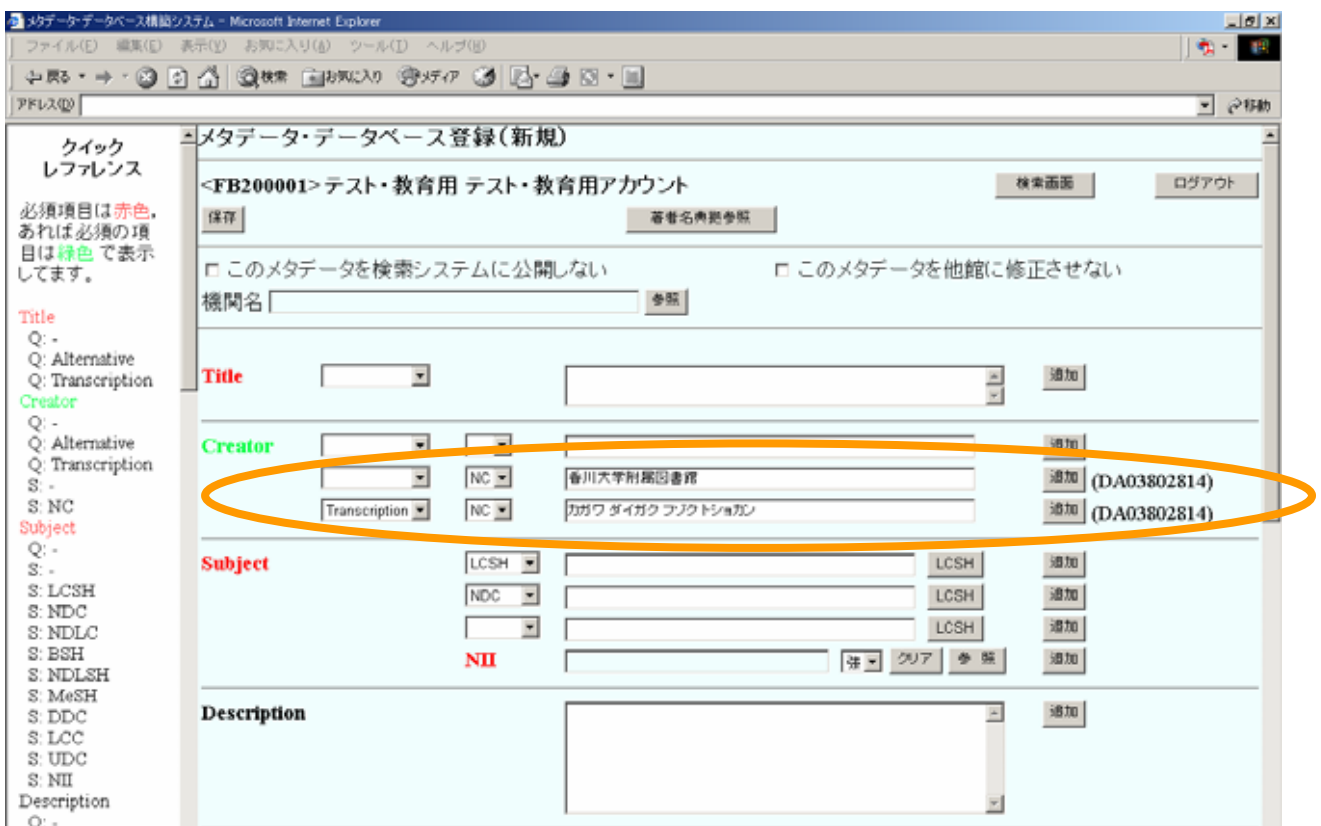 メタデータ・データベース構築システム - Microsoft Internet Explorer
ファイル(F) 編集(E) 表示(V) お気に入り(A) ツール(T) ヘルプ(H)
戻る 検索 お気に入り メディア
アドレス(D) 移動
クイック
レファレンス
必須項目は赤色,
あれば必須の項
目は緑色 で表示
してます。
Title
Q: -
Q: Alternative
Q: Transcription
Creator
Q: -
Q: Alternative
Q: Transcription
S: -
S: NC
Subject
Q: -
S: -
S: LCSH
S: NDC
S: NDLC
S: BSH
S: NDLSH
S: MeSH
S: DDC
S: LCC
S: UDC
S: NII
Description
Q: -
メタデータ・データベース登録(新規)
<FB200001> テスト・教育用 テスト・教育用アカウント 検索画面 ログアウト
保存 著者名典拠参照
このメタデータを検索システムに公開しない このメタデータを他館に修正させない
機関名 参照
Title 追加
Creator 追加
NC 香川大学附属図書館 追加 (DA03802814)
Transcription NC カガワ ダイガク フゾク トショカン 追加 (DA03802814)
Subject LCSH LCSH 追加
NDC LCSH 追加
LCSH 追加
NII 張 クリア 参 照 追加
Description 追加